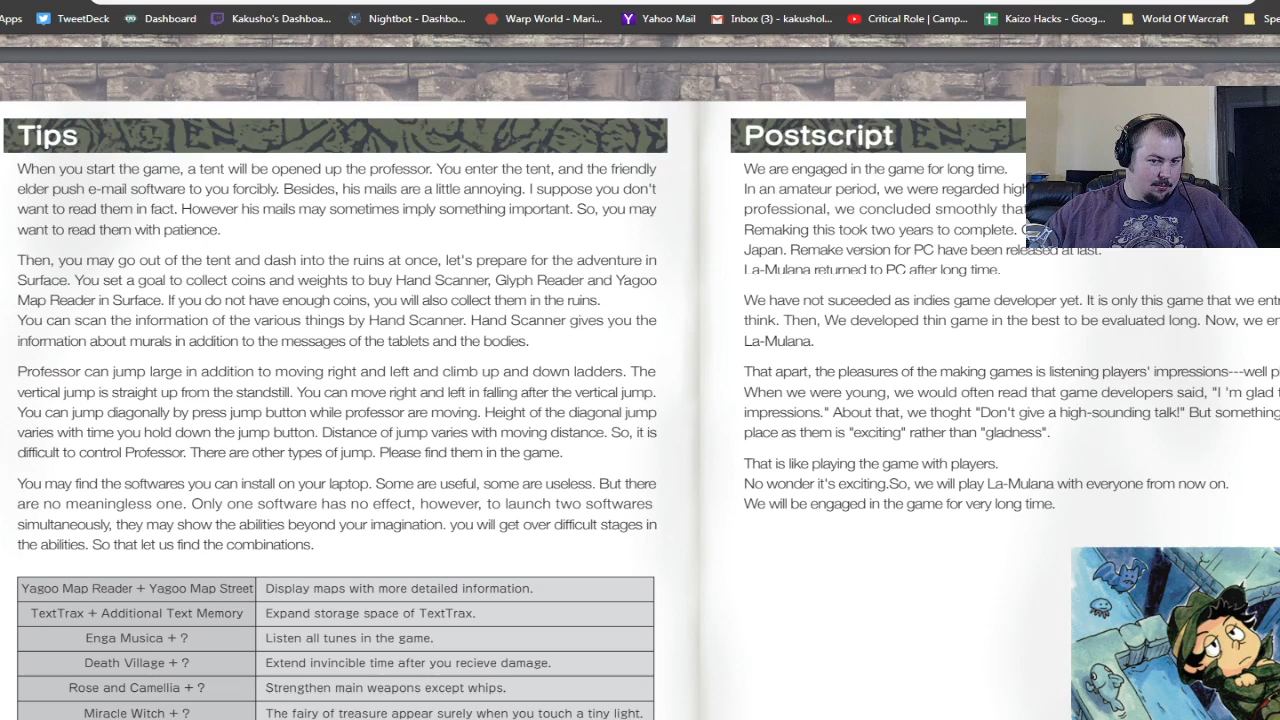 Apps TweetDeck Dashboard Kakusho's Dashboa... Nightbot - Dashbo... Warp World - Mari... Yahoo Mail Inbox (3) - kakushol... Critical Role | Camp... Kaizo Hacks - Goog... World Of Warcraft Spe
Tips
When you start the game, a tent will be opened up the professor. You enter the tent, and the friendly
elder push e-mail software to you forcibly. Besides, his mails are a little annoying. I suppose you don't
want to read them in fact. However his mails may sometimes imply something important. So, you may
want to read them with patience.
Then, you may go out of the tent and dash into the ruins at once, let's prepare for the adventure in
Surface. You set a goal to collect coins and weights to buy Hand Scanner, Glyph Reader and Yagoo
Map Reader in Surface. If you do not have enough coins, you will also collect them in the ruins.
You can scan the information of the various things by Hand Scanner. Hand Scanner gives you the
information about murals in addition to the messages of the tablets and the bodies.
Professor can jump large in addition to moving right and left and climb up and down ladders. The
vertical jump is straight up from the standstill. You can move right and left in falling after the vertical jump.
You can jump diagonally by press jump button while professor are moving. Height of the diagonal jump
varies with time you hold down the jump button. Distance of jump varies with moving distance. So, it is
difficult to control Professor. There are other types of jump. Please find them in the game.
You may find the softwares you can install on your laptop. Some are useful, some are useless. But there
are no meaningless one. Only one software has no effect, however, to launch two softwares
simultaneously, they may show the abilities beyond your imagination. you will get over difficult stages in
the abilities. So that let us find the combinations.
Yagoo Map Reader + Yagoo Map Street Display maps with more detailed information.
TextTrax + Additional Text Memory Expand storage space of TextTrax.
Enga Musica + ? Listen all tunes in the game.
Death Village + ? Extend invincible time after you recieve damage.
Rose and Camellia + ? Strengthen main weapons except whips.
Miracle Witch + ? The fairy of treasure appear surely when you touch a tiny light.
Postscript
We are engaged in the game for long time.
In an amateur period, we were regarded high
professional, we concluded smoothly that
Remaking this took two years to complete.
Japan. Remake version for PC have been released at last.
La-Mulana returned to PC after long time.
We have not suceeded as indies game developer yet. It is only this game that we entr
think. Then, We developed thin game in the best to be evaluated long. Now, we en
La-Mulana.
That apart, the pleasures of the making games is listening players' impressions---well p
When we were young, we would often read that game developers said, "I 'm glad t
impressions." About that, we thoght "Don't give a high-sounding talk!" But something
place as them is "exciting" rather than "gladness".
That is like playing the game with players.
No wonder it's exciting.So, we will play La-Mulana with everyone from now on.
We will be engaged in the game for very long time.